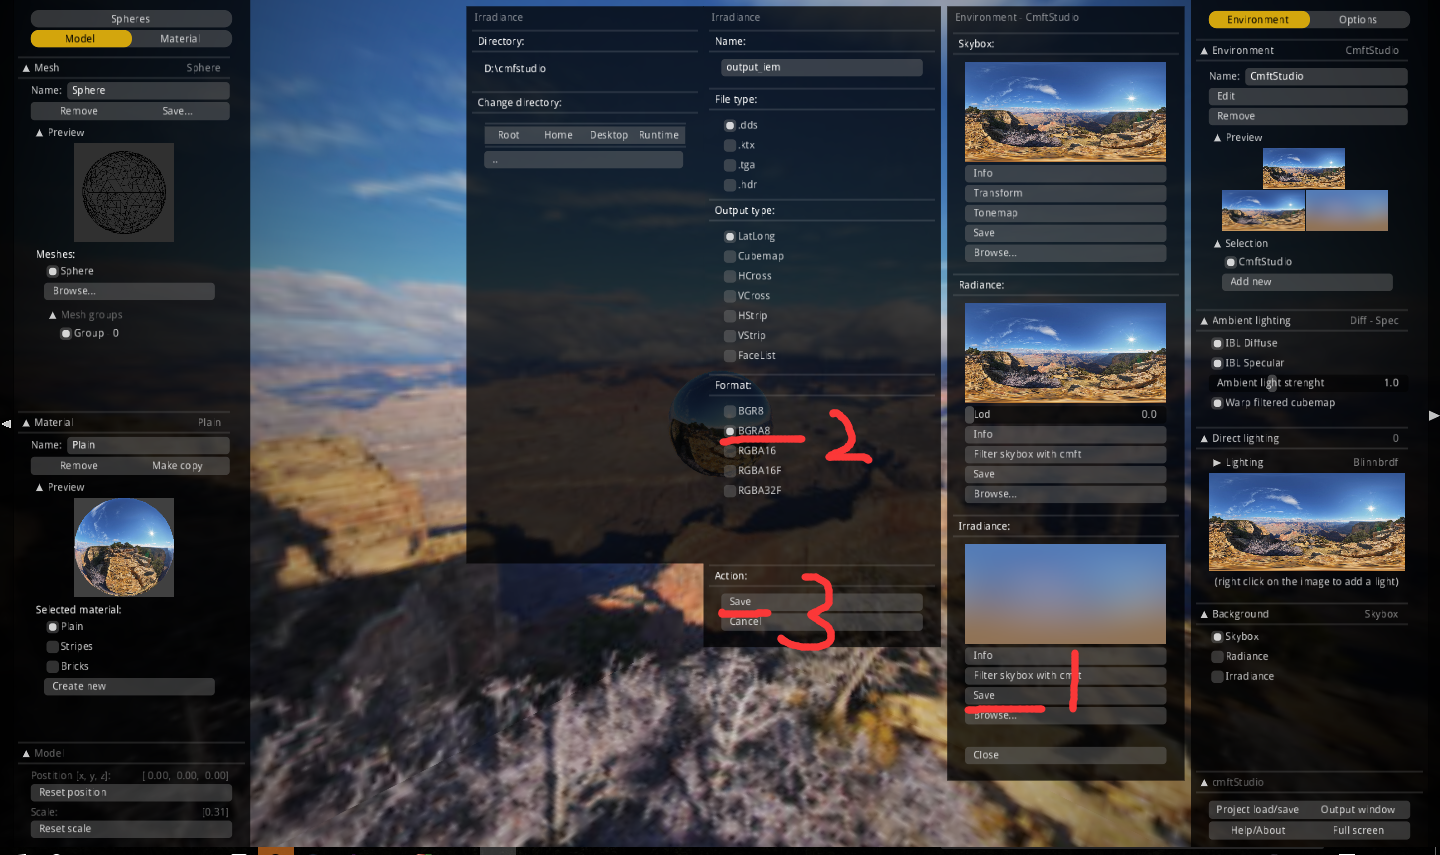 Spheres
Model
Material
▲ Mesh
Sphere
Name:
Sphere
Remove
Save...
▲ Preview
Meshes:
Sphere
Browse...
▲ Mesh groups
Group 0
▲ Material
Plain
Name:
Plain
Remove
Make copy
▲ Preview
Selected material:
Plain
Stripes
Bricks
Create new
▲ Model
Postition [x, y, z]:
[ 0.00, 0.00, 0.00]
Reset position
Scale:
[0.31]
Reset scale
Irradiance
Directory:
D:\cmfstudio
Change directory:
Root
Home
Desktop
Runtime
..
Irradiance
Name:
output_iem
File type:
.dds
.ktx
.tga
.hdr
Output type:
LatLong
Cubemap
HCross
VCross
HStrip
VStrip
FaceList
Format:
BGR8
BGRA8
RGBA16
RGBA16F
RGBA32F
2
Action:
Save
Cancel
3
Environment - CmftStudio
Skybox:
Info
Transform
Tonemap
Save
Browse...
Radiance:
Lod
0.0
Info
Filter skybox with cmft
Save
Browse...
Irradiance:
Info
Filter skybox with cmft
Save
1
Browse...
Close
Environment
Options
▲ Environment
CmftStudio
Name:
CmftStudio
Edit
Remove
▲ Preview
▲ Selection
CmftStudio
Add new
▲ Ambient lighting
Diff - Spec
IBL Diffuse
IBL Specular
Ambient light strenght
1.0
Warp filtered cubemap
▲ Direct lighting
0
▶ Lighting
Blinnbrdf
(right click on the image to add a light)
▲ Background
Skybox
Skybox
Radiance
Irradiance
▲ cmftStudio
Project load/save
Output window
Help/About
Full screen